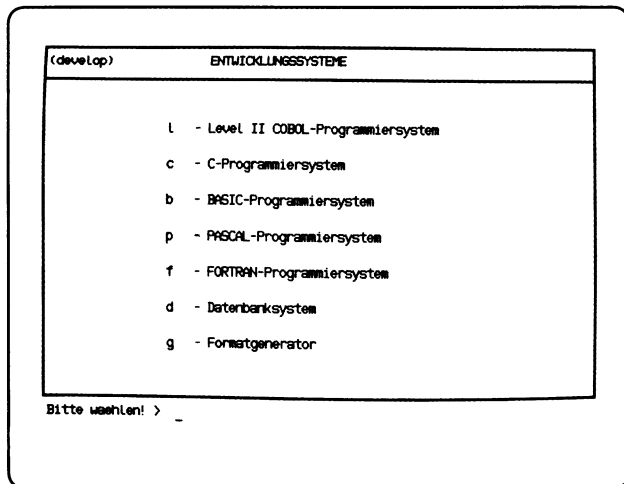 (develop) ENTWICKLUNGSSYSTEME
l - Level II COBOL-Programmiersystem
c - C-Programmiersystem
b - BASIC-Programmiersystem
p - PASCAL-Programmiersystem
f - FORTRAN-Programmiersystem
d - Datenbanksystem
g - Formatgenerator
Bitte waehlen! > _